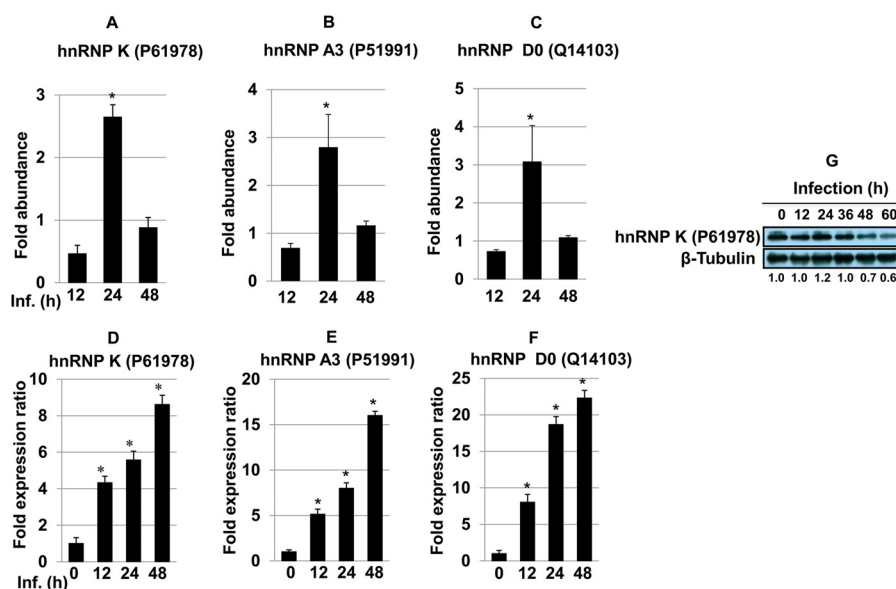 A
hnRNP K (P61978)
Fold abundance
3
2
1
0
*
Inf. (h)
12 24 48
B
hnRNP A3 (P51991)
Fold abundance
4
3
2
1
0
*
12 24 48
C
hnRNP D0 (Q14103)
Fold abundance
5
4
3
2
1
0
*
12 24 48
G
Infection (h)
0 12 24 36 48 60
hnRNP K (P61978)
β-Tubulin
1.0 1.0 1.2 1.0 0.7 0.6
D
hnRNP K (P61978)
Fold expression ratio
10
8
6
4
2
0
* * *
Inf. (h)
0 12 24 48
E
hnRNP A3 (P51991)
Fold expression ratio
20
15
10
5
0
* * *
0 12 24 48
F
hnRNP D0 (Q14103)
Fold expression ratio
25
20
15
10
5
0
* * *
0 12 24 48